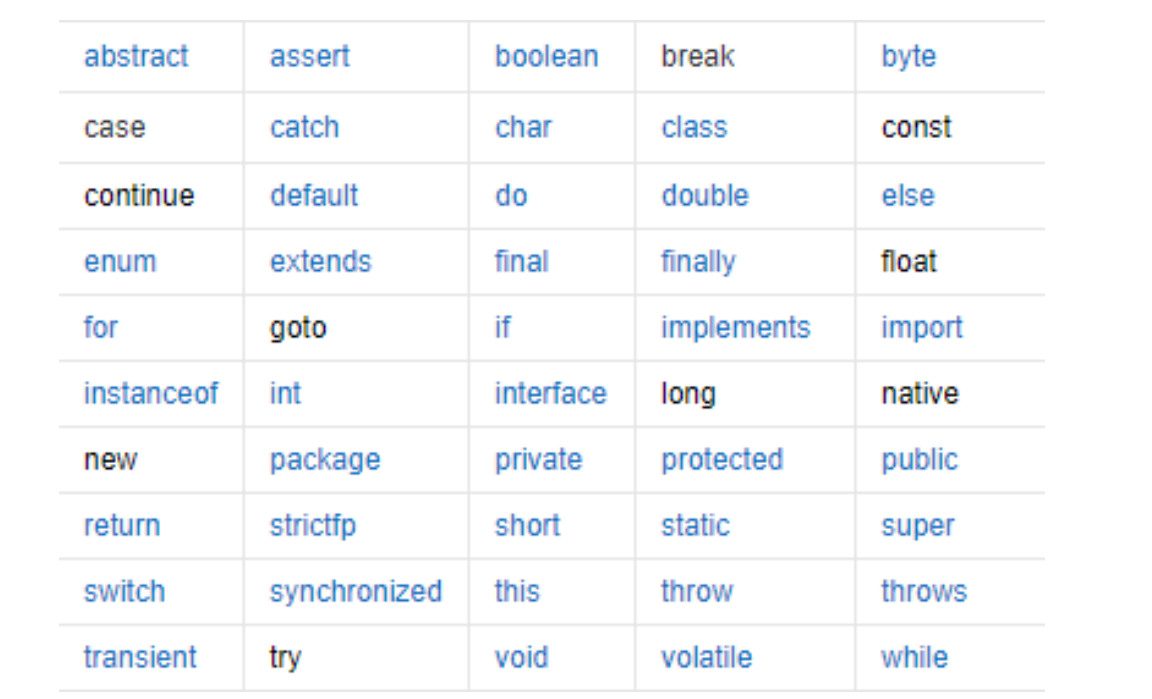 abstract assert boolean break byte
case catch char class const
continue default do double else
enum extends final finally float
for goto if implements import
instanceof int interface long native
new package private protected public
return strictfp short static super
switch synchronized this throw throws
transient try void volatile while